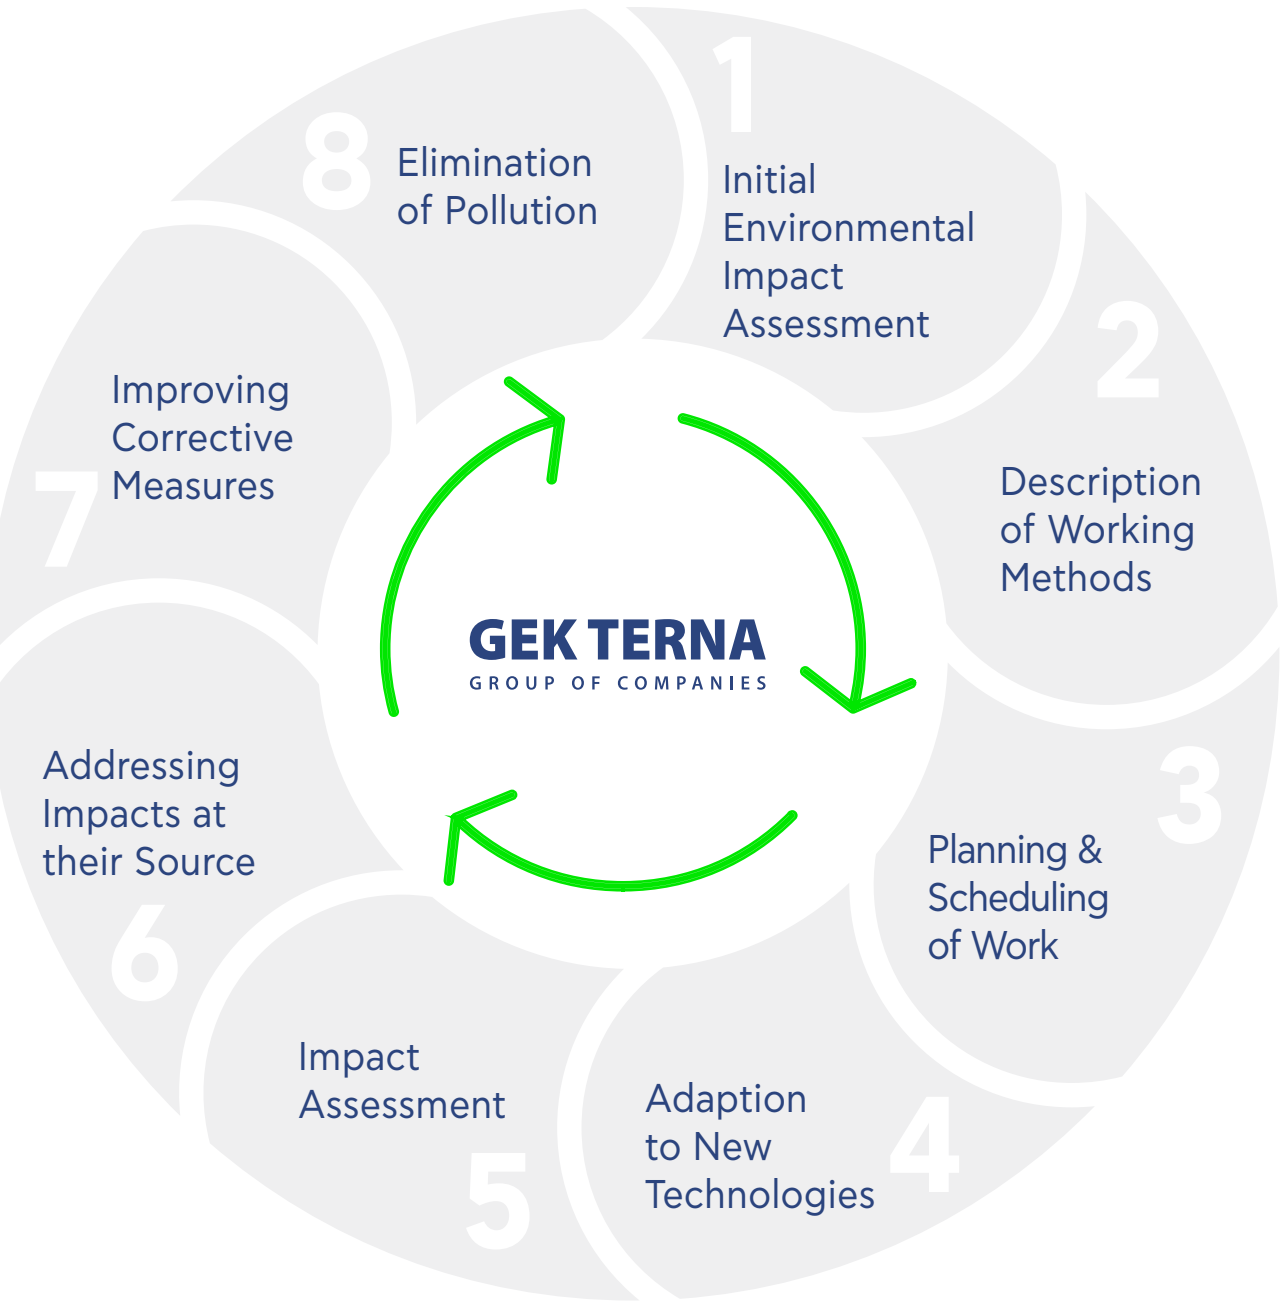 1
Initial
Environmental
Impact
Assessment
2
Description
of Working
Methods
3
Planning &
Scheduling
of Work
4
Adaption
to New
Technologies
5
Impact
Assessment
6
Addressing
Impacts at
their Source
7
Improving
Corrective
Measures
8
Elimination
of Pollution
GEK TERNA
GROUP OF COMPANIES